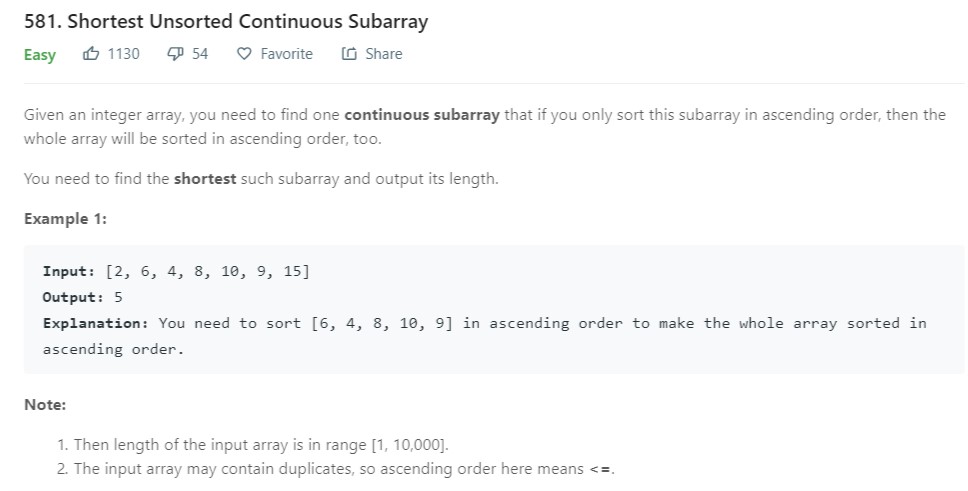 581. Shortest Unsorted Continuous Subarray
Easy 1130 54 Favorite Share
Given an integer array, you need to find one continuous subarray that if you only sort this subarray in ascending order, then the
whole array will be sorted in ascending order, too.
You need to find the shortest such subarray and output its length.
Example 1:
Input: [2, 6, 4, 8, 10, 9, 15]
Output: 5
Explanation: You need to sort [6, 4, 8, 10, 9] in ascending order to make the whole array sorted in
ascending order.
Note:
1. Then length of the input array is in range [1, 10,000].
2. The input array may contain duplicates, so ascending order here means <=.